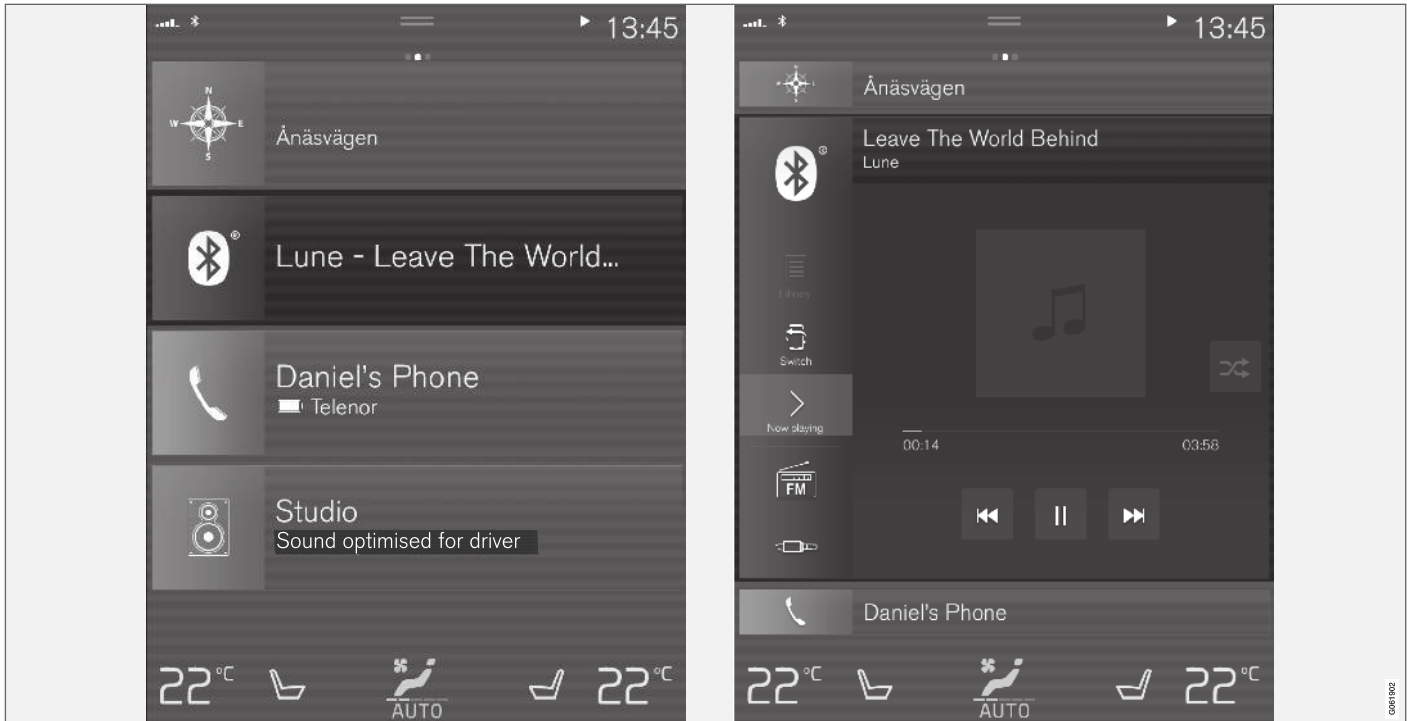 13:45
N
W E
S
Ånäsvägen
®
Lune - Leave The World...
Daniel's Phone
Telenor
Studio
Sound optimised for driver
22°C
AUTO
22°C
13:45
Ånäsvägen
®
Leave The World Behind
Lune
Library
Switch
Now playing
00:14
03:58
FM
Daniel's Phone
22°C
AUTO
22°C
G061902